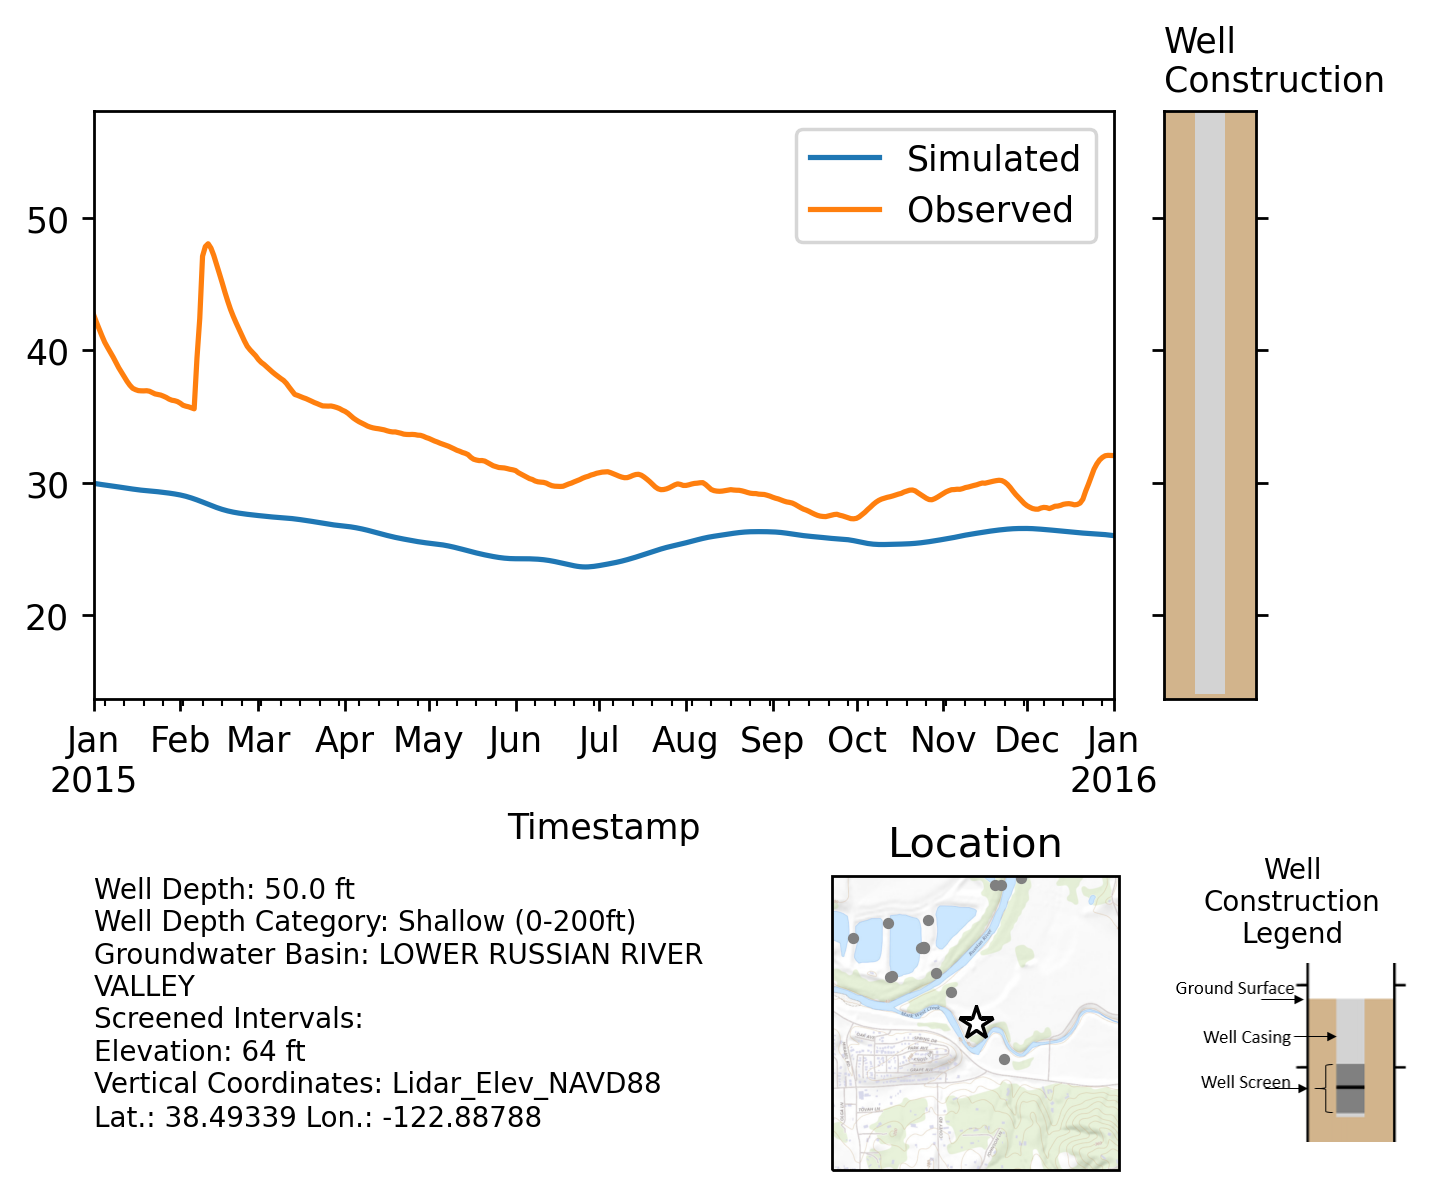 Well
Construction
Simulated
Observed
50
40
30
20
Jan
2015
Feb
Mar
Apr
May
Jun
Jul
Aug
Sep
Oct
Nov
Dec
Jan
2016
Timestamp
Well Depth: 50.0 ft
Well Depth Category: Shallow (0-200ft)
Groundwater Basin: LOWER RUSSIAN RIVER
VALLEY
Screened Intervals:
Elevation: 64 ft
Vertical Coordinates: Lidar_Elev_NAVD88
Lat.: 38.49339 Lon.: -122.88788
Location
Well
Construction
Legend
Ground Surface
Well Casing
Well Screen